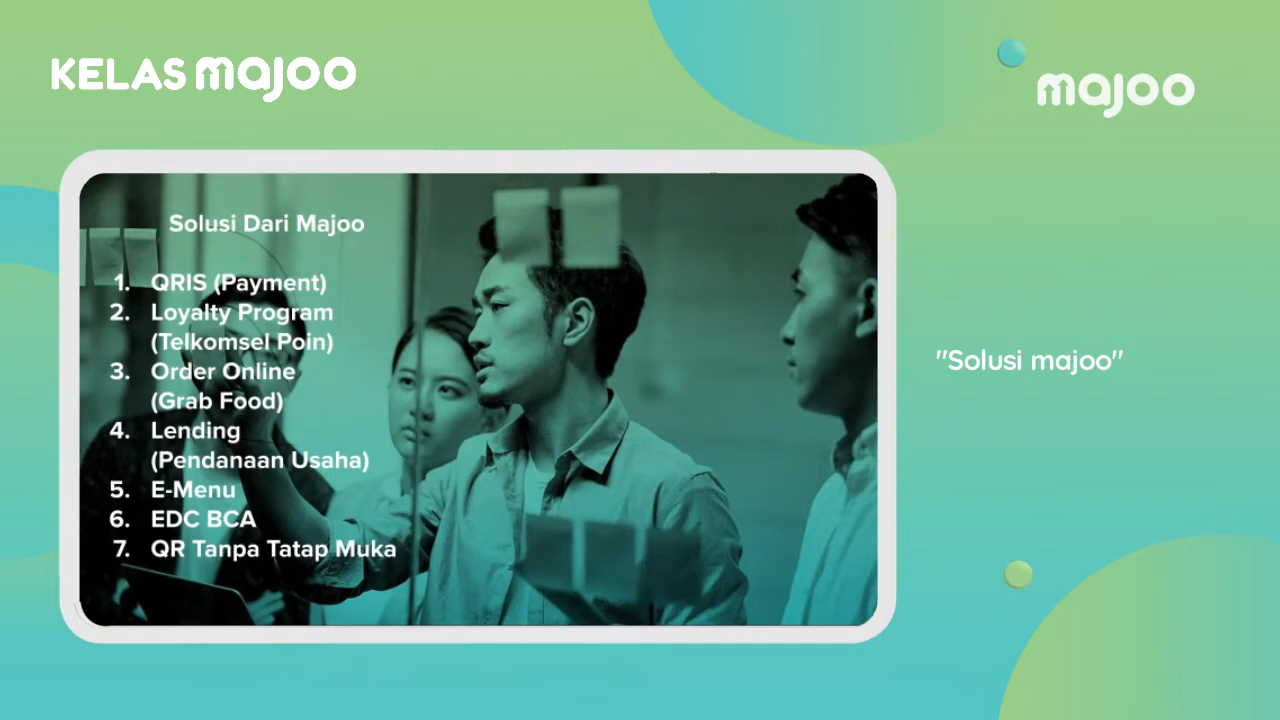 KELAS majoo
majoo
Solusi Dari Majoo
1. QRIS (Payment)
2. Loyalty Program
(Telkomsel Poin)
3. Order Online
(Grab Food)
4. Lending
(Pendanaan Usaha)
5. E-Menu
6. EDC BCA
7. QR Tanpa Tatap Muka
"Solusi majoo"